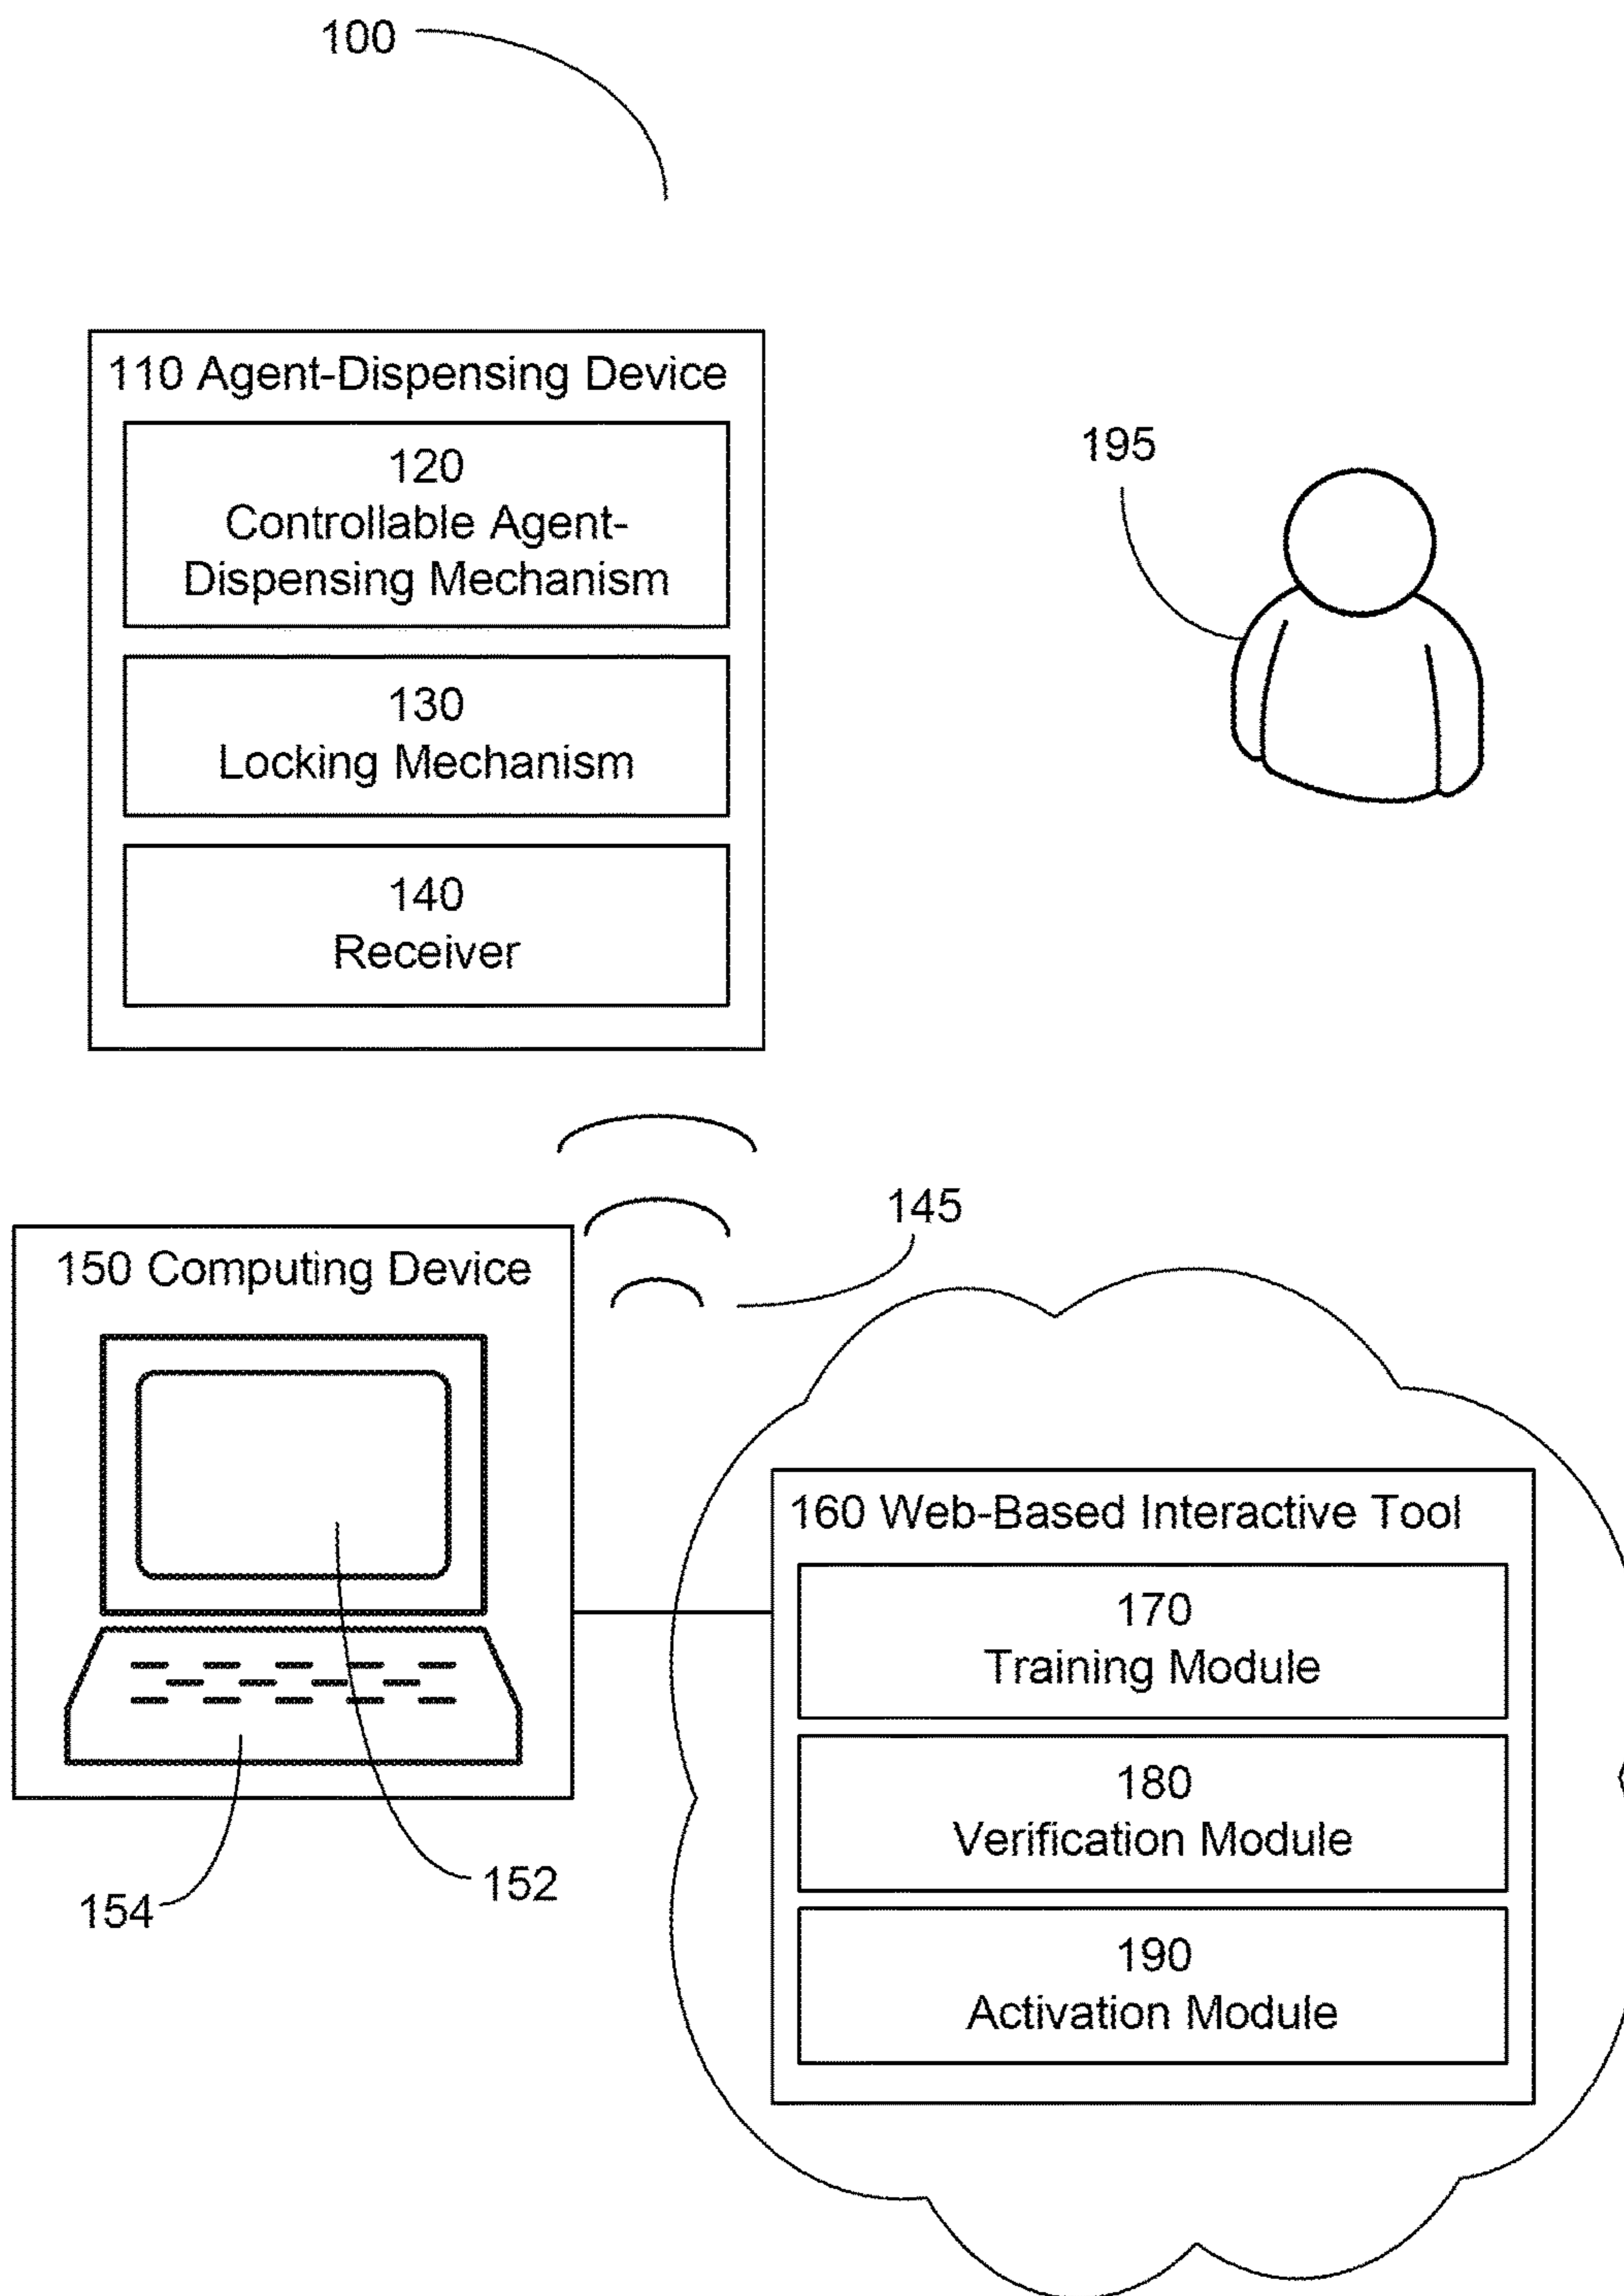 100
110 Agent-Dispensing Device
120
Controllable Agent-
Dispensing Mechanism
195
130
Locking Mechanism
140
Receiver
145
150 Computing Device
160 Web-Based Interactive Tool
170
Training Module
180
Verification Module
152
154
190
Activation Module